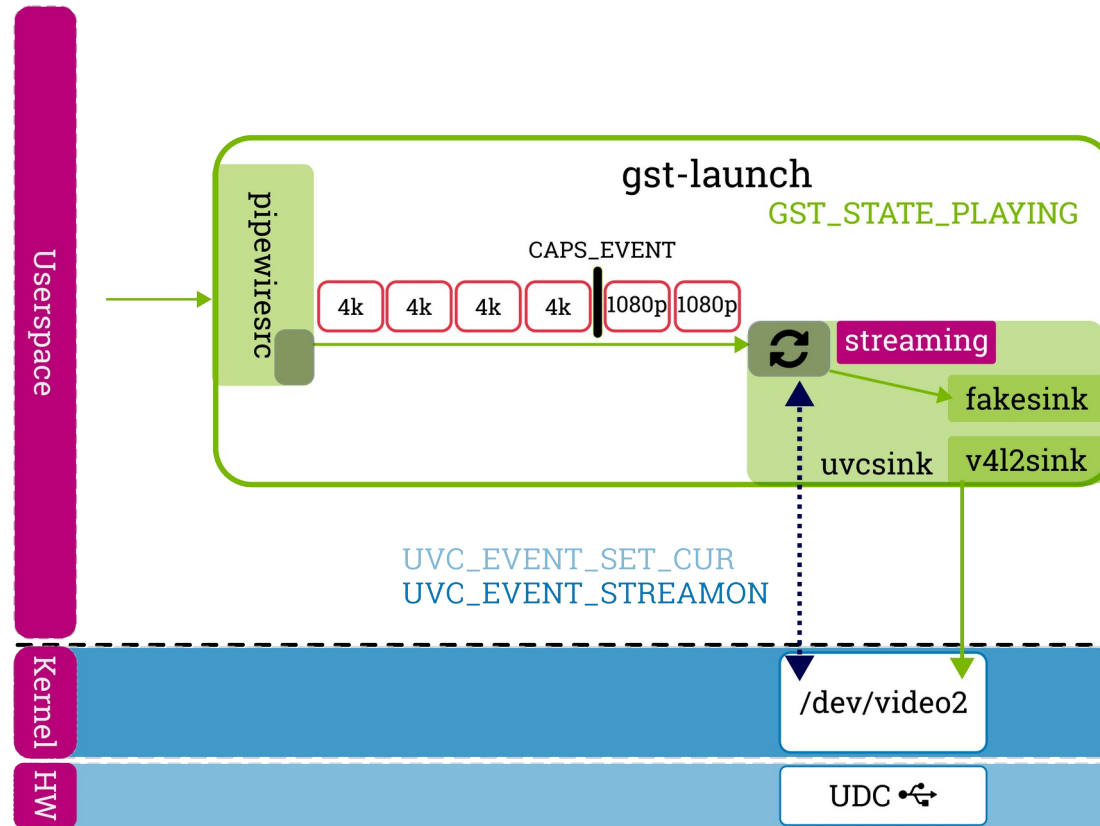 Userspace
gst-launch
GST_STATE_PLAYING
pipewiresrc
CAPS_EVENT
4k 4k 4k 4k 1080p 1080p
streaming
fakesink
uvcsink v4l2sink
UVC_EVENT_SET_CUR
UVC_EVENT_STREAMON
Kernel
/dev/video2
HW
UDC